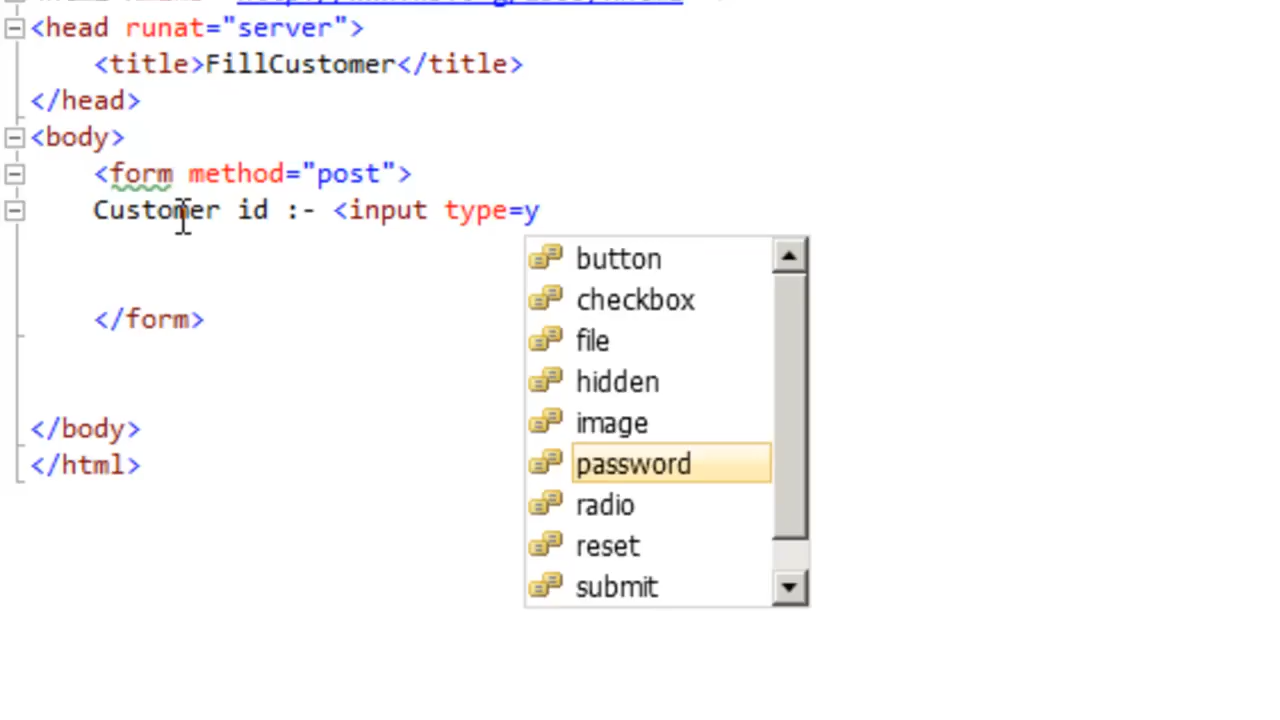 <head runat="server">
<title>FillCustomer</title>
</head>
<body>
<form method="post">
Customer id :- <input type=y
button
checkbox
file
hidden
image
password
radio
reset
submit
</form>
</body>
</html>